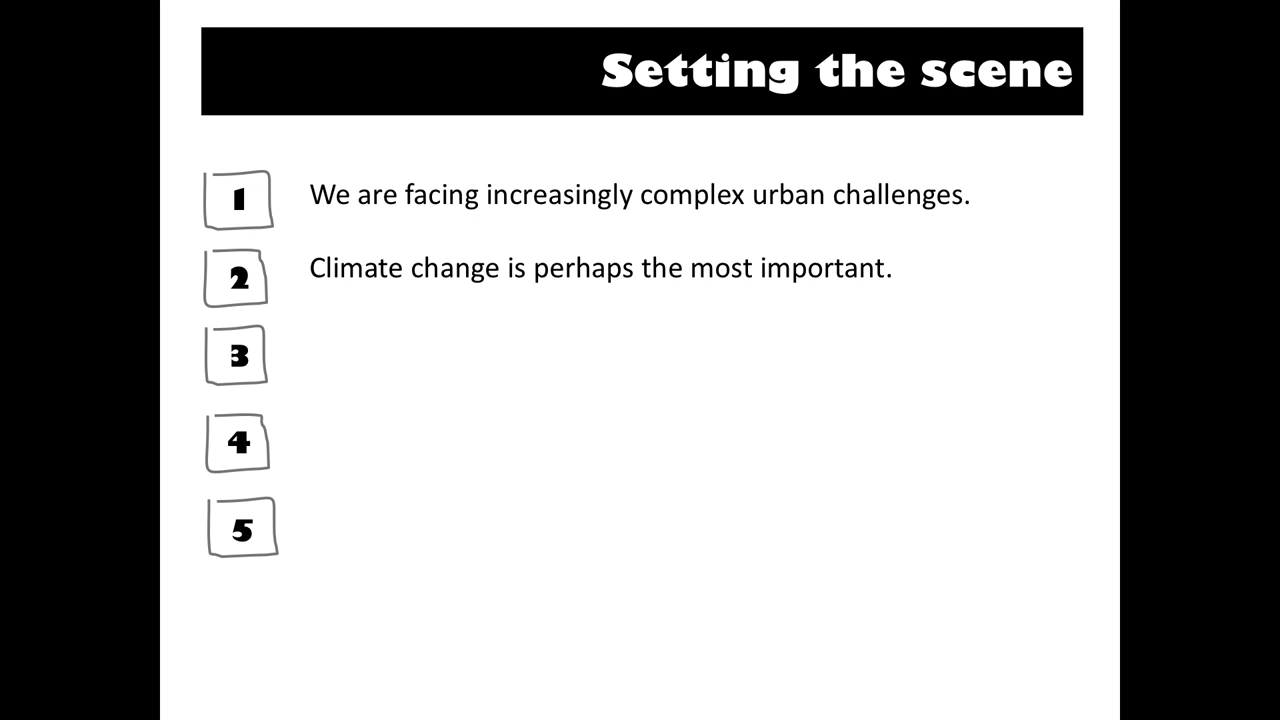 Setting the scene
1 We are facing increasingly complex urban challenges.
2 Climate change is perhaps the most important.
3
4
5